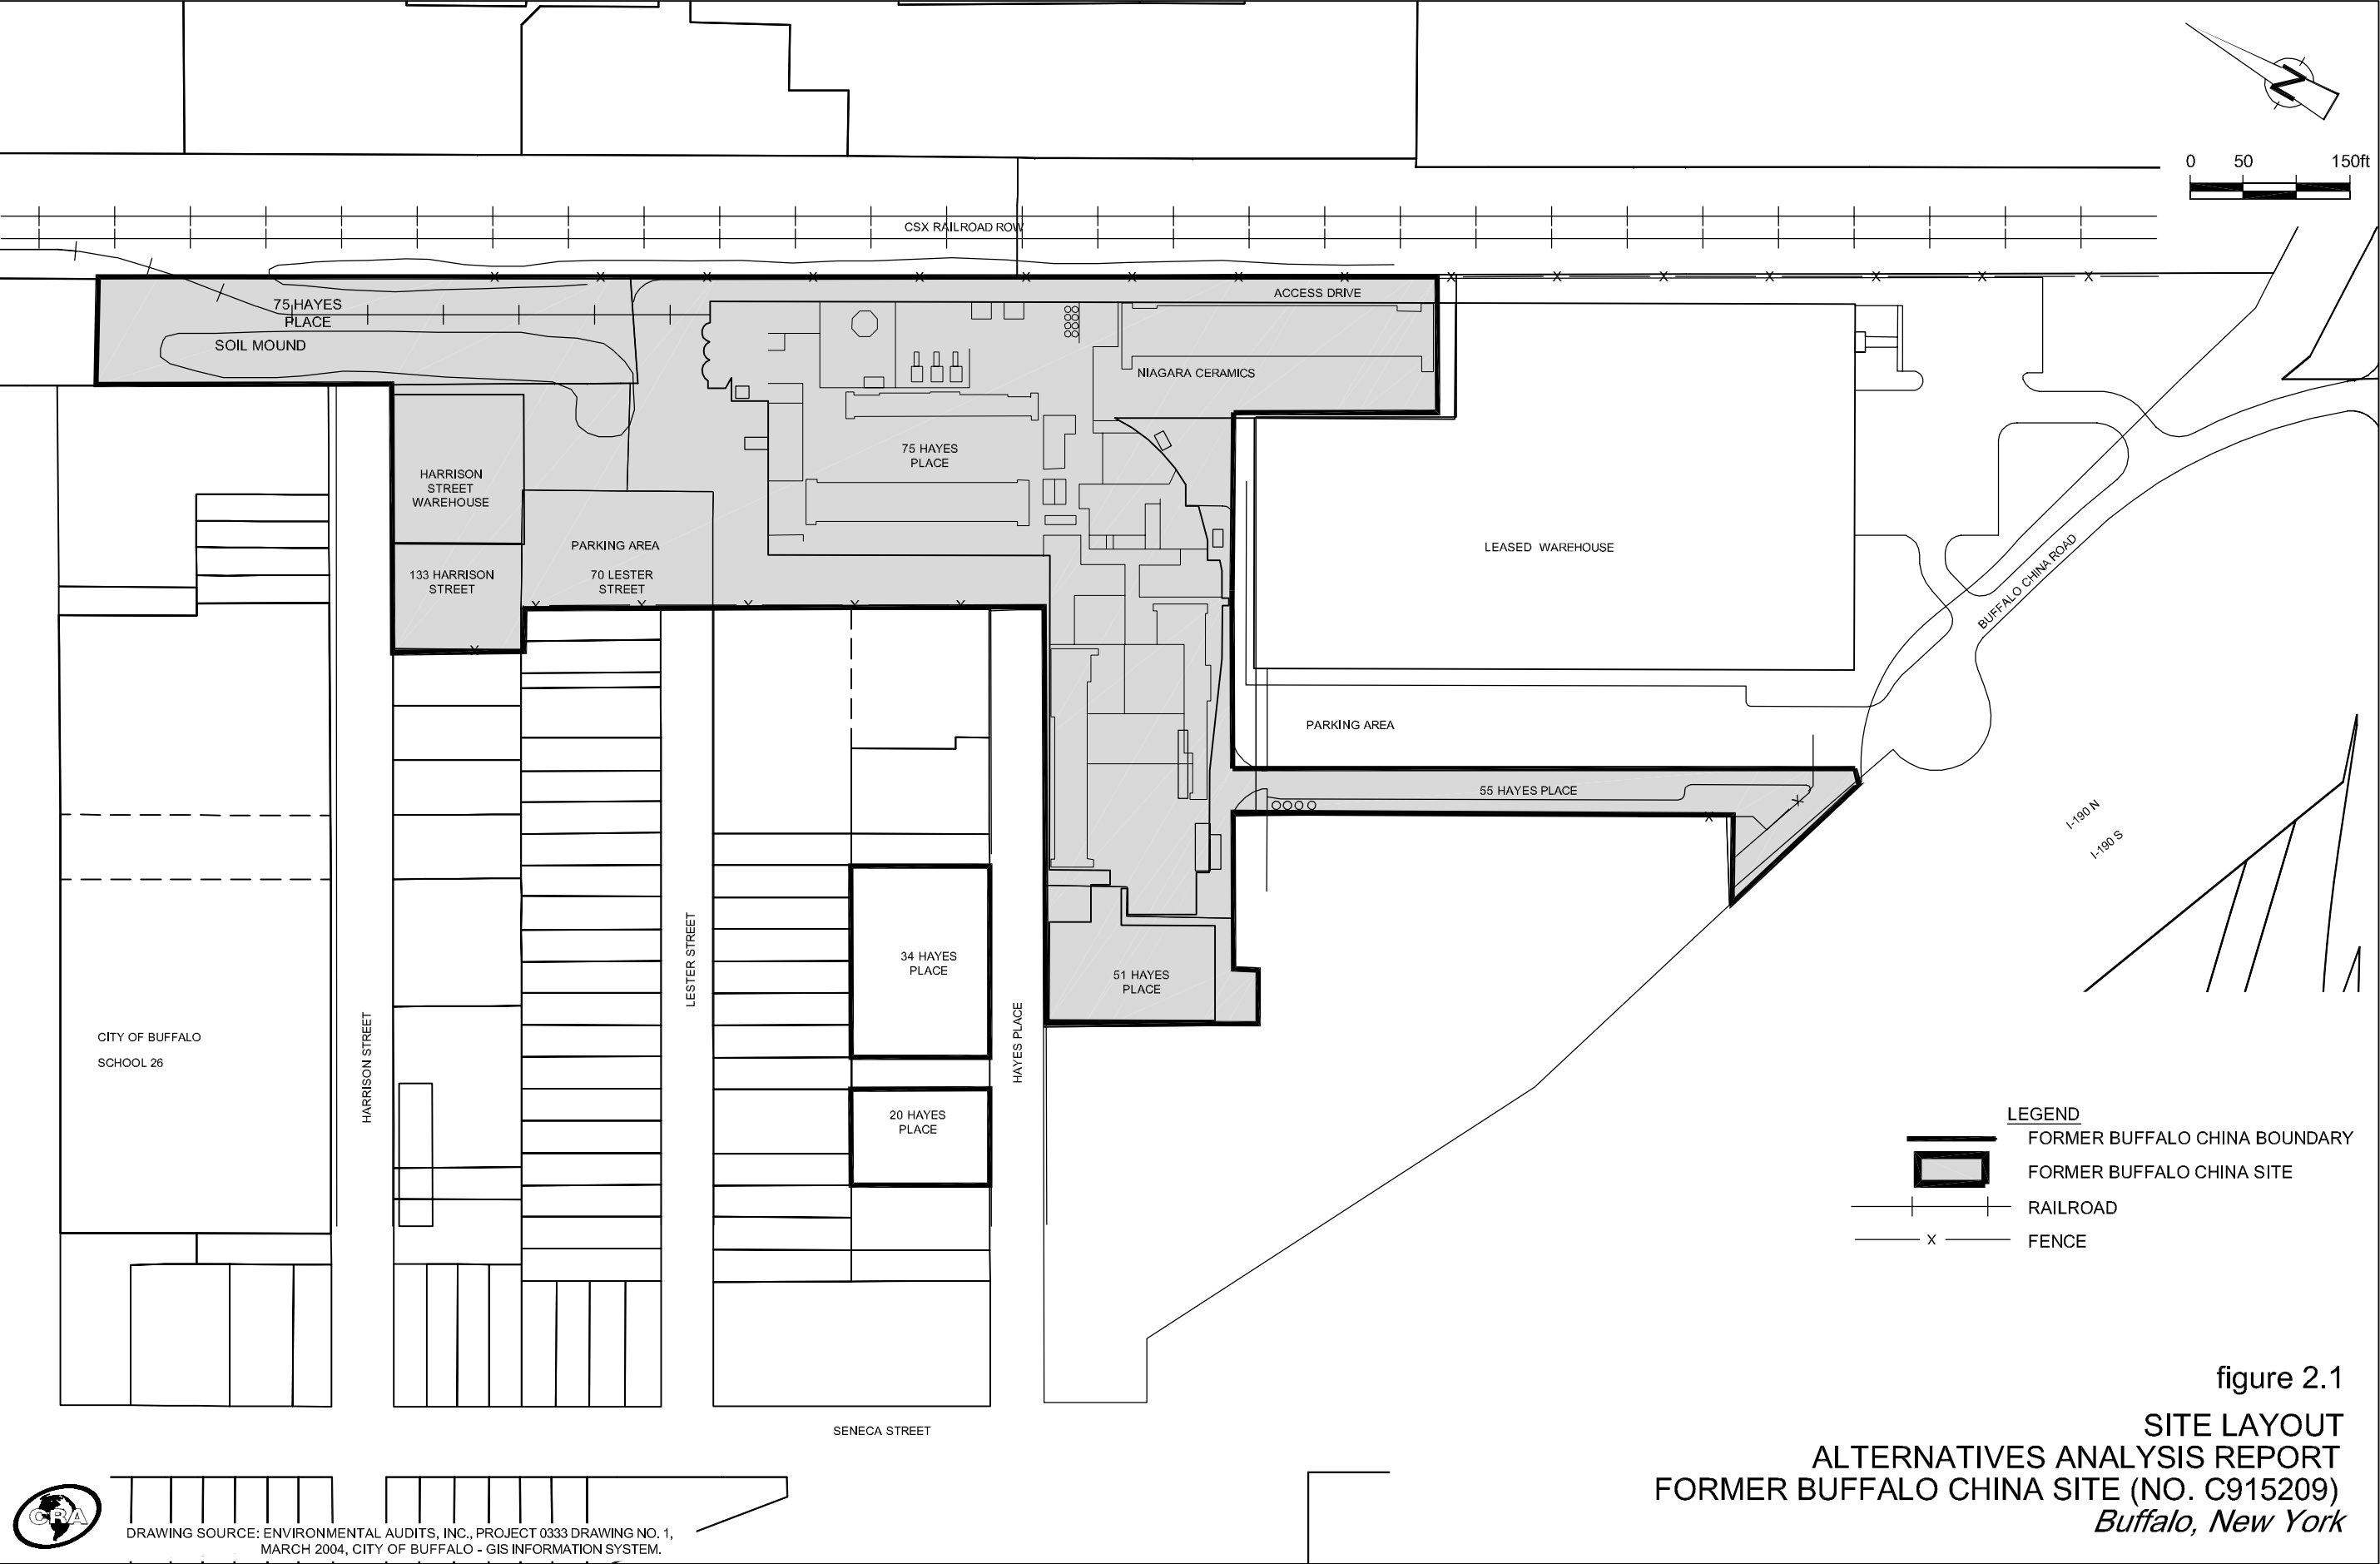 N
0 50 150ft
CSX RAILROAD ROW
ACCESS DRIVE
75 HAYES
PLACE
SOIL MOUND
NIAGARA CERAMICS
75 HAYES
PLACE
HARRISON
STREET
WAREHOUSE
PARKING AREA
LEASED WAREHOUSE
133 HARRISON
STREET
70 LESTER
STREET
BUFFALO CHINA ROAD
PARKING AREA
55 HAYES PLACE
I-190 N
I-190 S
34 HAYES
PLACE
51 HAYES
PLACE
LESTER STREET
HAYES PLACE
HARRISON STREET
CITY OF BUFFALO
SCHOOL 26
20 HAYES
PLACE
LEGEND
FORMER BUFFALO CHINA BOUNDARY
FORMER BUFFALO CHINA SITE
RAILROAD
X FENCE
SENECA STREET
figure 2.1
SITE LAYOUT
ALTERNATIVES ANALYSIS REPORT
FORMER BUFFALO CHINA SITE (NO. C915209)
Buffalo, New York
CRA
DRAWING SOURCE: ENVIRONMENTAL AUDITS, INC., PROJECT 0333 DRAWING NO. 1,
MARCH 2004, CITY OF BUFFALO - GIS INFORMATION SYSTEM.